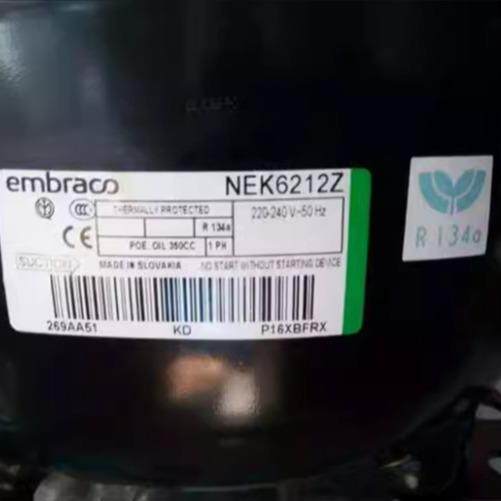 embraco
NEK6212Z
THERMALLY PROTECTED
220-240 V~50 Hz
R 134a
POE. OIL 350CC
1 PH
SUCTION
MADE IN SLOVAKIA
NO START WITHOUT STARTING DEVICE
269AA51
KD
P16XBFRX
R 134a